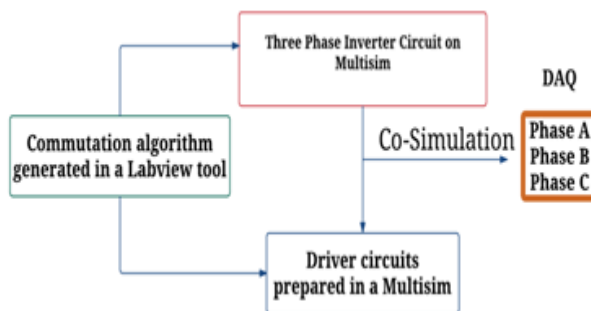 Three Phase Inverter Circuit on
Multisim
DAQ
Commutation algorithm
generated in a Labview tool
Co-Simulation
Phase A
Phase B
Phase C
Driver circuits
prepared in a Multisim